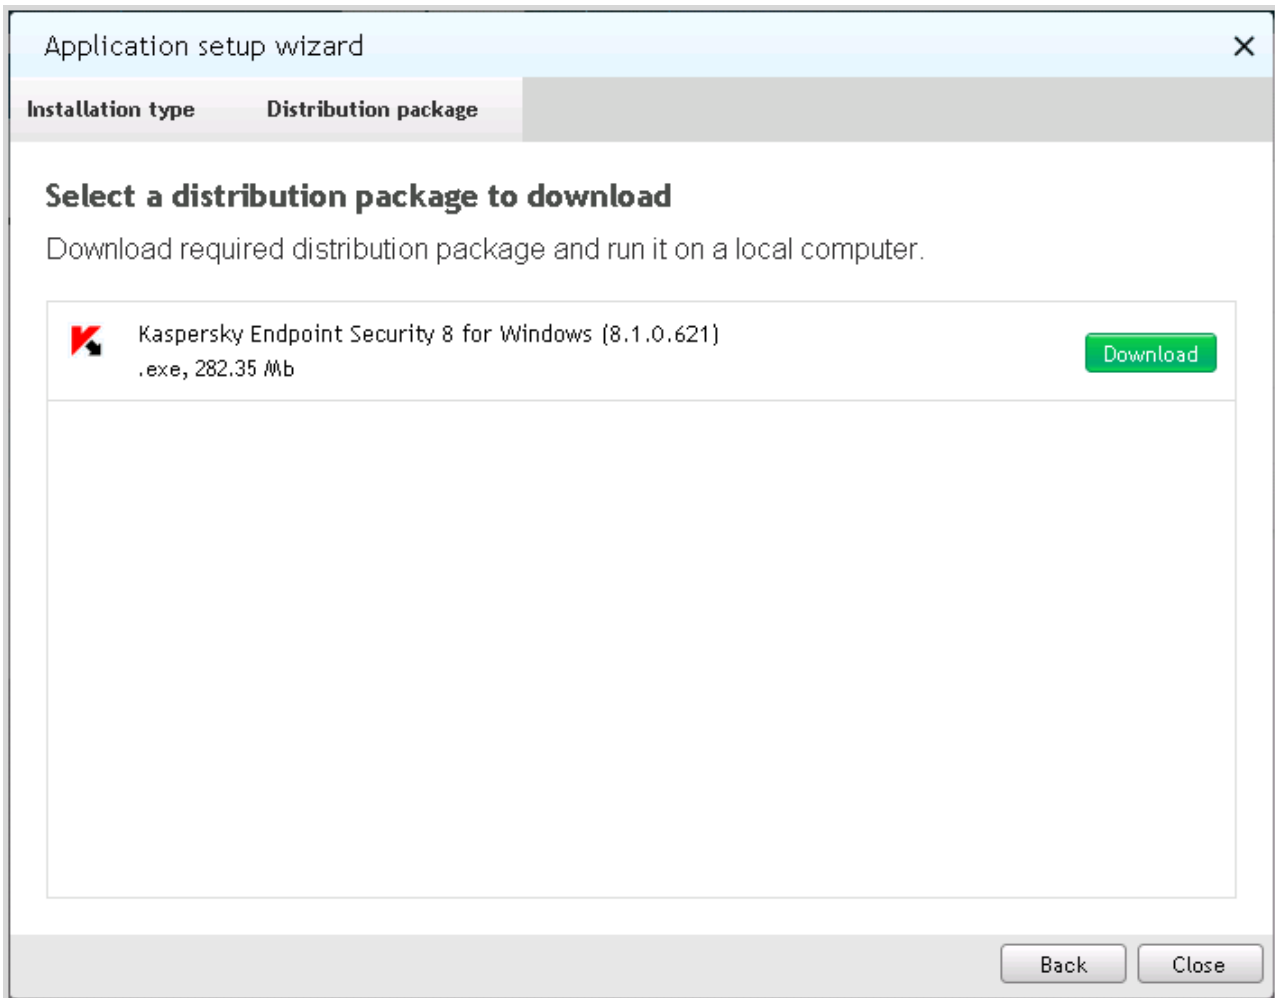 Application setup wizard
Installation type Distribution package
Select a distribution package to download
Download required distribution package and run it on a local computer.
Kaspersky Endpoint Security 8 for Windows (8.1.0.621)
.exe, 282.35 Mb
Download
Back Close